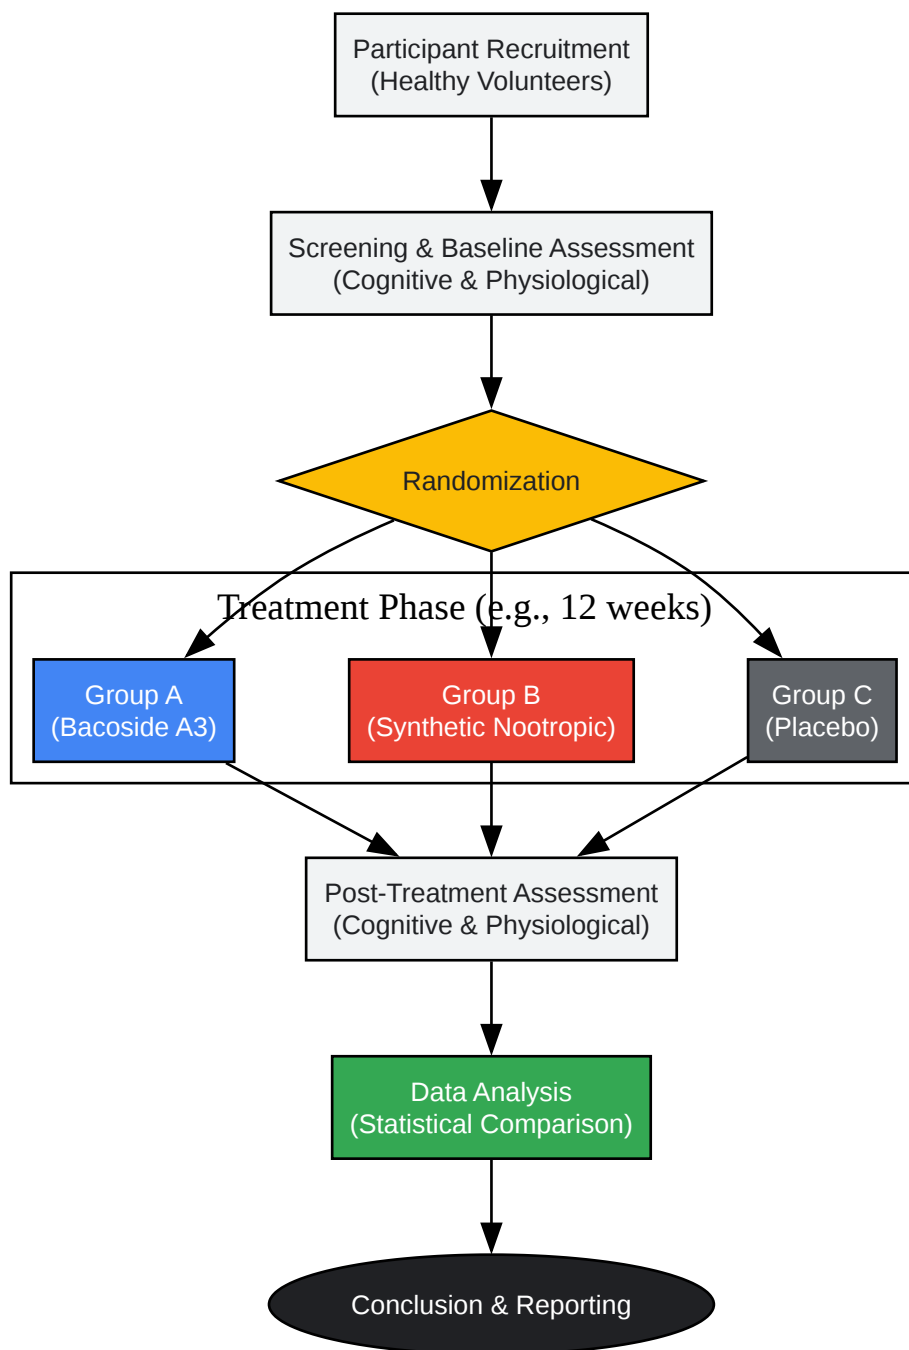 Participant Recruitment
(Healthy Volunteers)
Screening & Baseline Assessment
(Cognitive & Physiological)
Randomization
Treatment Phase (e.g., 12 weeks)
Group A
(Bacoside A3)
Group B
(Synthetic Nootropic)
Group C
(Placebo)
Post-Treatment Assessment
(Cognitive & Physiological)
Data Analysis
(Statistical Comparison)
Conclusion & Reporting